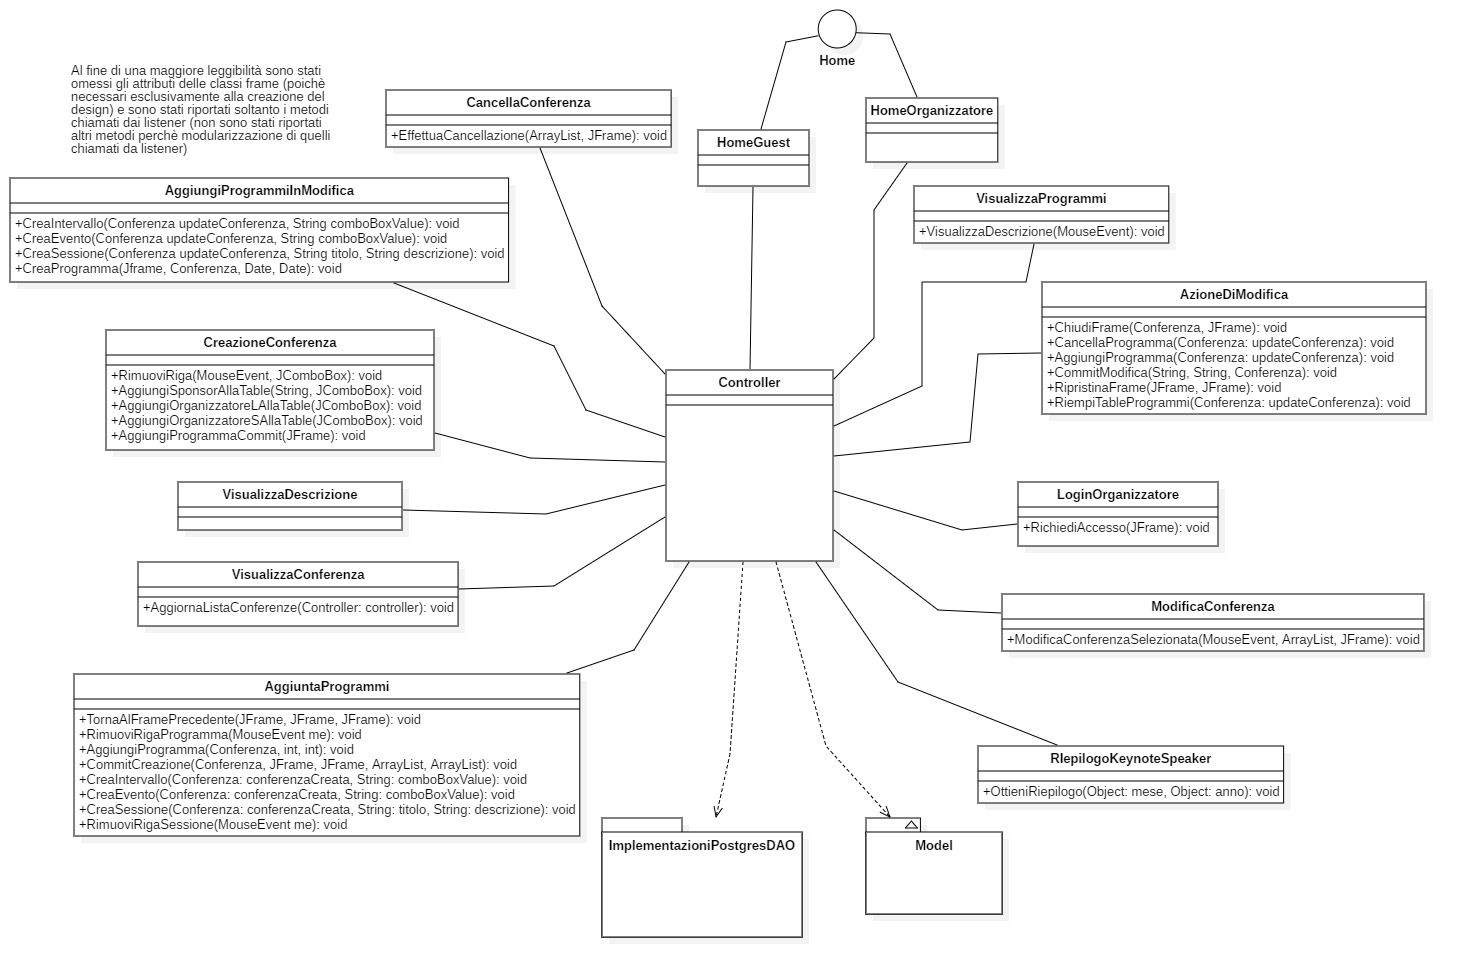 Home
Al fine di una maggiore leggibilità sono stati
omessi gli attributi delle classi frame (poichè
necessari esclusivamente alla creazione del
design) e sono stati riportati soltanto i metodi
chiamati dai listener (non sono stati riportati
altri metodi perchè modularizzazione di quelli
chiamati da listener)
CancellaConferenza
+EffettuaCancellazione(ArrayList, JFrame): void
HomeGuest
HomeOrganizzatore
AggiungiProgrammiInModifica
+CreaIntervallo(Conferenza updateConferenza, String comboBoxValue): void
+CreaEvento(Conferenza updateConferenza, String comboBoxValue): void
+CreaSessione(Conferenza updateConferenza, String titolo, String descrizione): void
+CreaProgramma(Jframe, Conferenza, Date, Date): void
VisualizzaProgrammi
+VisualizzaDescrizione(MouseEvent): void
AzioneDiModifica
+ChiudiFrame(Conferenza, JFrame): void
+CancellaProgramma(Conferenza: updateConferenza): void
+AggiungiProgramma(Conferenza: updateConferenza): void
+CommitModifica(String, String, Conferenza): void
+RipristinaFrame(JFrame, JFrame): void
+RiempiTableProgrammi(Conferenza: updateConferenza): void
CreazioneConferenza
+RimuoviRiga(MouseEvent, JComboBox): void
+AggiungiSponsorAllaTable(String, JComboBox): void
+AggiungiOrganizzatoreLAllaTable(JComboBox): void
+AggiungiOrganizzatoreSAllaTable(JComboBox): void
+AggiungiProgrammaCommit(JFrame): void
Controller
VisualizzaDescrizione
LoginOrganizzatore
+RichiediAccesso(JFrame): void
VisualizzaConferenza
+AggiornaListaConferenze(Controller: controller): void
ModificaConferenza
+ModificaConferenzaSelezionata(MouseEvent, ArrayList, JFrame): void
AggiuntaProgrammi
+TornaAlFramePrecedente(JFrame, JFrame, JFrame): void
+RimuoviRigaProgramma(MouseEvent me): void
+AggiungiProgramma(Conferenza, int, int): void
+CommitCreazione(Conferenza, JFrame, JFrame, ArrayList, ArrayList): void
+CreaIntervallo(Conferenza: conferenzaCreata, String: comboBoxValue): void
+CreaEvento(Conferenza: conferenzaCreata, String: comboBoxValue): void
+CreaSessione(Conferenza: conferenzaCreata, String: titolo, String: descrizione): void
+RimuoviRigaSessione(MouseEvent me): void
RIepilogoKeynoteSpeaker
+OttieniRiepilogo(Object: mese, Object: anno): void
ImplementazioniPostgresDAO
Model